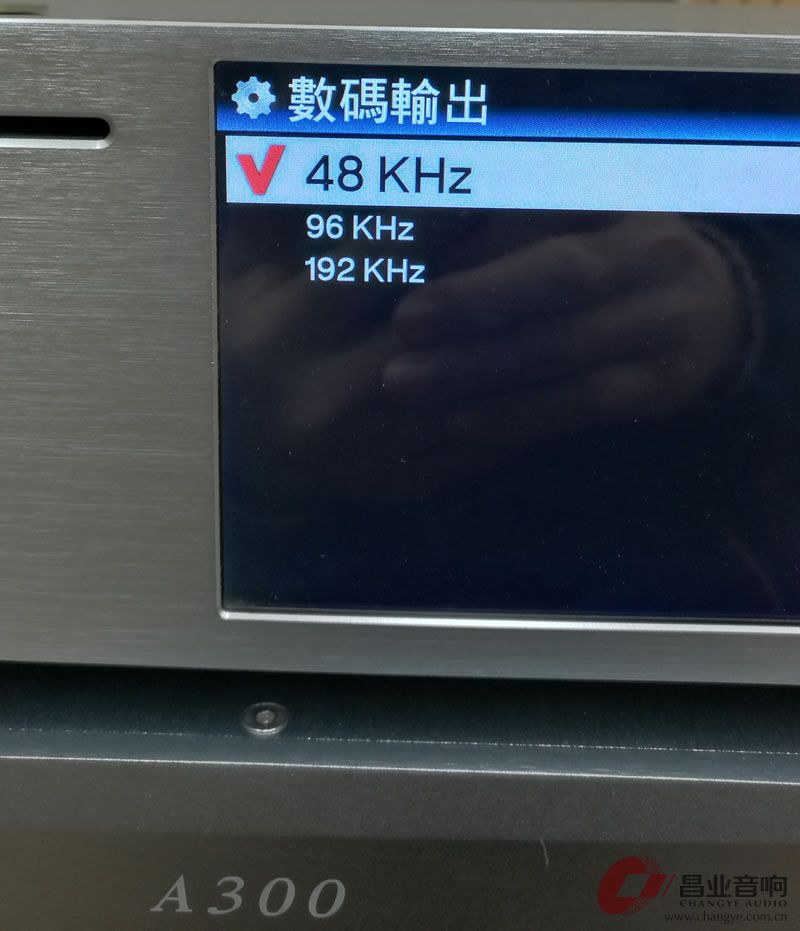 數碼輸出
48 KHz
96 KHz
192 KHz
A300
昌业音响
CHANGYE AUDIO
www.changye.com.cn